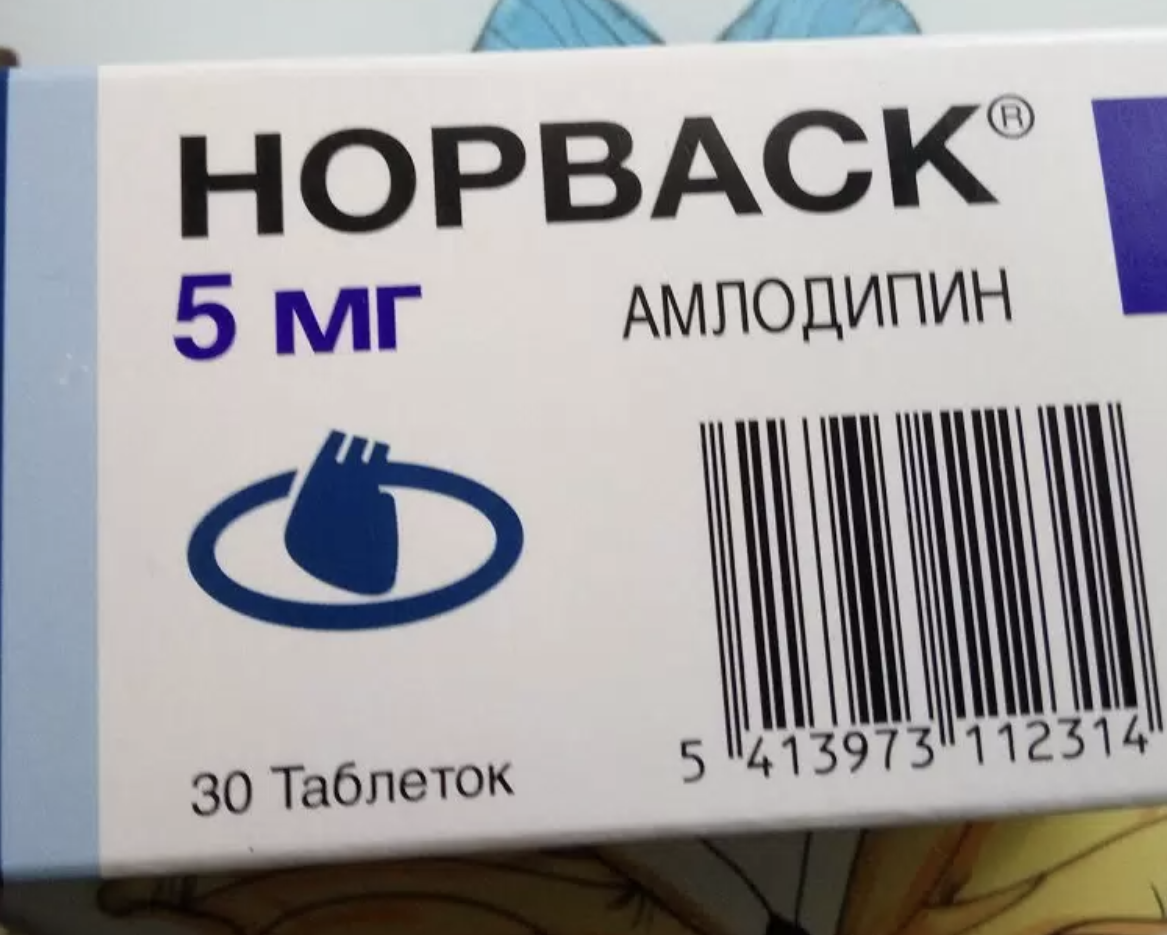 НОРВАСК®
5 мг
АМЛОДИПИН
30 Таблеток
5 413973 112314